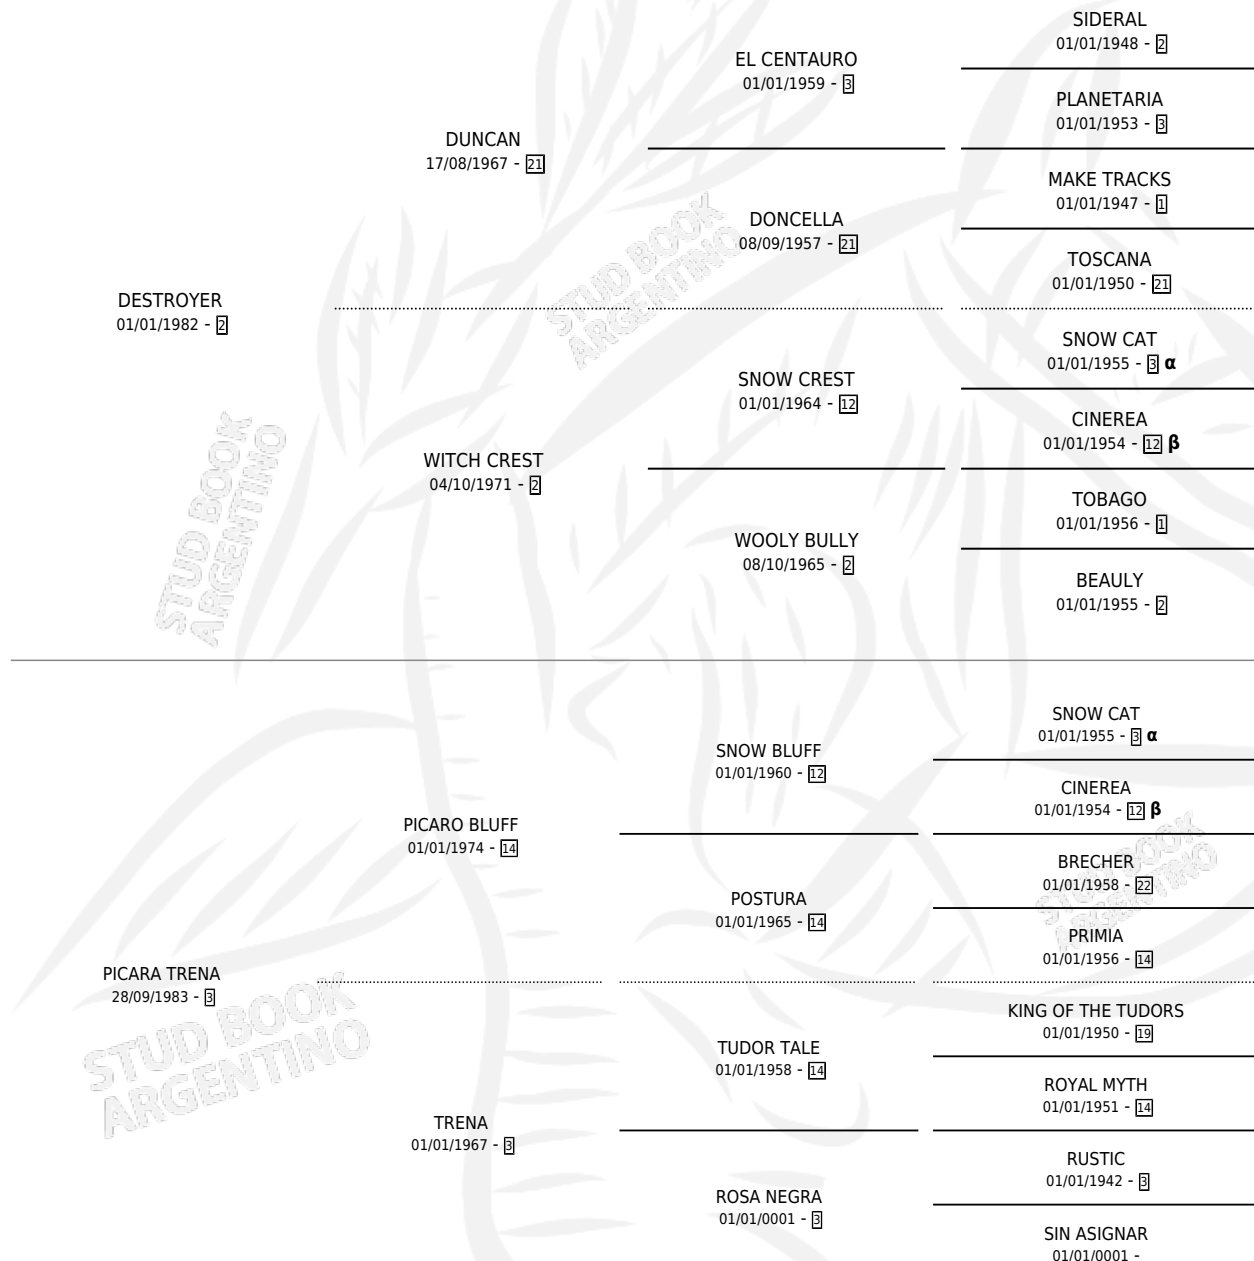 SIDERAL
01/01/1948 - 2
EL CENTAURO
01/01/1959 - 3
PLANETARIA
01/01/1953 - 3
DUNCAN
17/08/1967 - 21
MAKE TRACKS
01/01/1947 - 1
DONCELLA
08/09/1957 - 21
TOSCANA
01/01/1950 - 21
DESTROYER
01/01/1982 - 2
SNOW CAT
01/01/1955 - 3 α
SNOW CREST
01/01/1964 - 12
CINEREA
01/01/1954 - 12 β
WITCH CREST
04/10/1971 - 2
TOBAGO
01/01/1956 - 1
WOOLY BULLY
08/10/1965 - 2
BEAULY
01/01/1955 - 2
SNOW CAT
01/01/1955 - 3 α
SNOW BLUFF
01/01/1960 - 12
CINEREA
01/01/1954 - 12 β
PICARO BLUFF
01/01/1974 - 14
BRECHER
01/01/1958 - 22
POSTURA
01/01/1965 - 14
PRIMIA
01/01/1956 - 14
PICARA TRENA
28/09/1983 - 3
KING OF THE TUDORS
01/01/1950 - 19
TUDOR TALE
01/01/1958 - 14
ROYAL MYTH
01/01/1951 - 14
TRENA
01/01/1967 - 3
RUSTIC
01/01/1942 - 3
ROSA NEGRA
01/01/0001 - 3
SIN ASIGNAR
01/01/0001 -
STUD BOOK
ARGENTINO
STUD BOOK
ARGENTINO
STUD BOOK
ARGENTINO
STUD BOOK
ARGENTINO